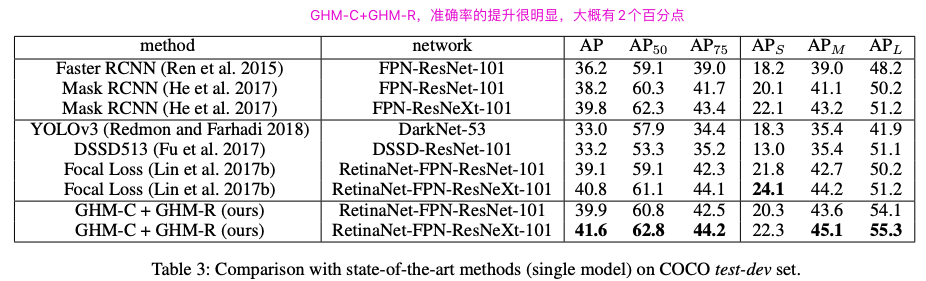 GHM-C+GHM-R，准确率的提升很明显，大概有2个百分点
method network AP AP50 AP75 APS APM APL
Faster RCNN (Ren et al. 2015) FPN-ResNet-101 36.2 59.1 39.0 18.2 39.0 48.2
Mask RCNN (He et al. 2017) FPN-ResNet-101 38.2 60.3 41.7 20.1 41.1 50.2
Mask RCNN (He et al. 2017) FPN-ResNeXt-101 39.8 62.3 43.4 22.1 43.2 51.2
YOLOv3 (Redmon and Farhadi 2018) DarkNet-53 33.0 57.9 34.4 18.3 35.4 41.9
DSSD513 (Fu et al. 2017) DSSD-ResNet-101 33.2 53.3 35.2 13.0 35.4 51.1
Focal Loss (Lin et al. 2017b) RetinaNet-FPN-ResNet-101 39.1 59.1 42.3 21.8 42.7 50.2
Focal Loss (Lin et al. 2017b) RetinaNet-FPN-ResNeXt-101 40.8 61.1 44.1 24.1 44.2 51.2
GHM-C + GHM-R (ours) RetinaNet-FPN-ResNet-101 39.9 60.8 42.5 20.3 43.6 54.1
GHM-C + GHM-R (ours) RetinaNet-FPN-ResNeXt-101 41.6 62.8 44.2 22.3 45.1 55.3
Table 3: Comparison with state-of-the-art methods (single model) on COCO test-dev set.